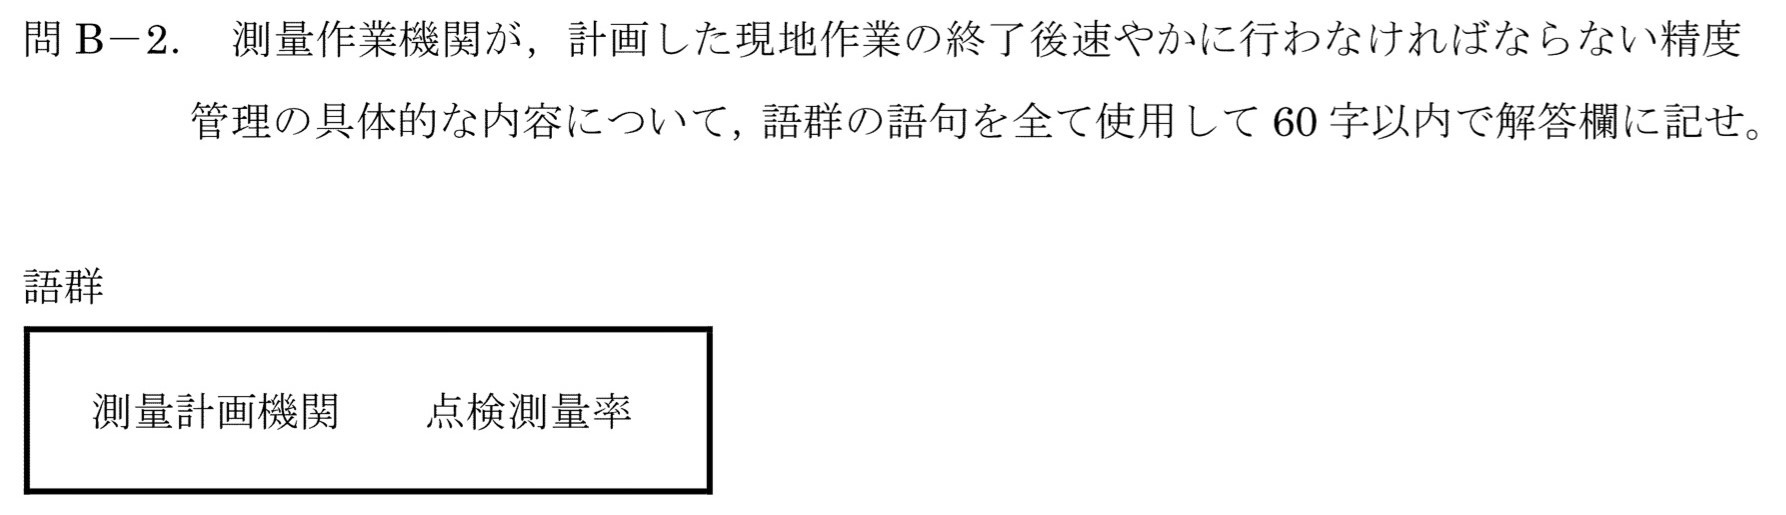 問 B－2.　測量作業機関が，計画した現地作業の終了後速やかに行わなければならない精度
管理の具体的な内容について，語群の語句を全て使用して 60 字以内で解答欄に記せ。
語群
測量計画機関　　点検測量率